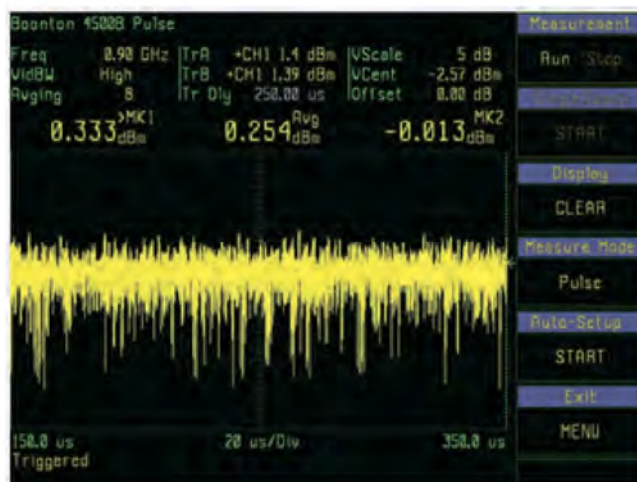 Boonton 4500B Pulse
Freq 0.90 GHz TrA +CH1 1.4 dBm VScale 5 dB
VidBW High TrB +CH1 1.39 dBm VCent -2.57 dBm
Avging 8 Tr Dly 250.00 us Offset 0.00 dB
0.333 dBm >MK1 0.254 dBm Avg -0.013 dBm MK2
150.0 us 20 us/Div 350.0 us
Triggered
Measurement
Run Stop
START
Display
CLEAR
Measure Mode
Pulse
Auto-Setup
START
Exit
MENU